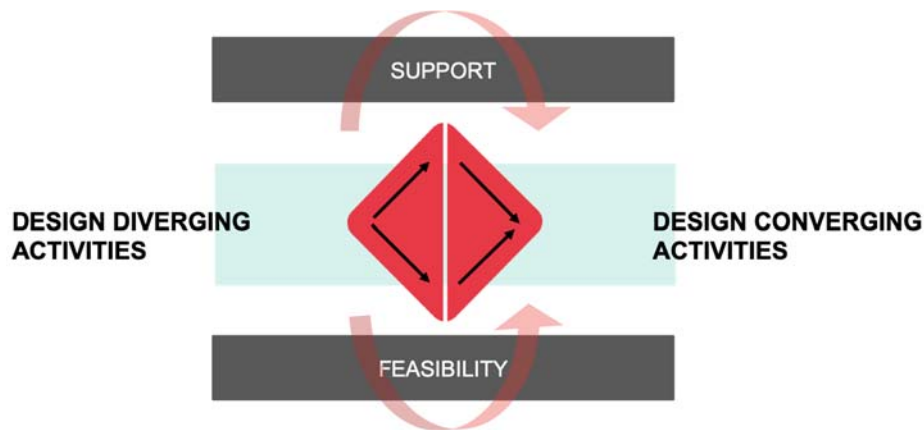 SUPPORT
DESIGN DIVERGING
ACTIVITIES
DESIGN CONVERGING
ACTIVITIES
FEASIBILITY